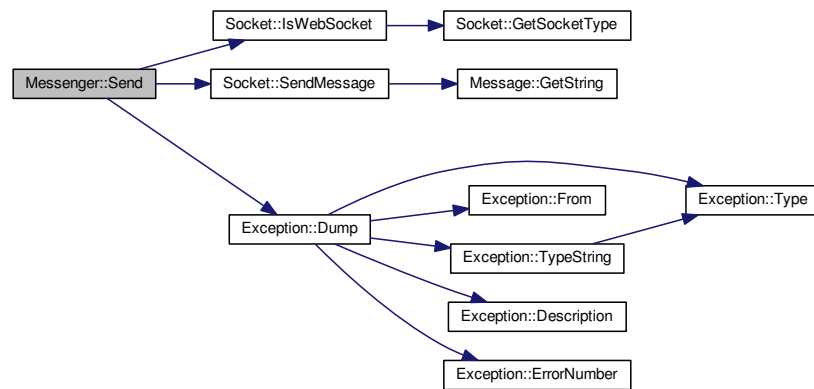 Socket::IsWebSocket
Socket::GetSocketType
Messenger::Send
Socket::SendMessage
Message::GetString
Exception::From
Exception::Type
Exception::Dump
Exception::TypeString
Exception::Description
Exception::ErrorNumber